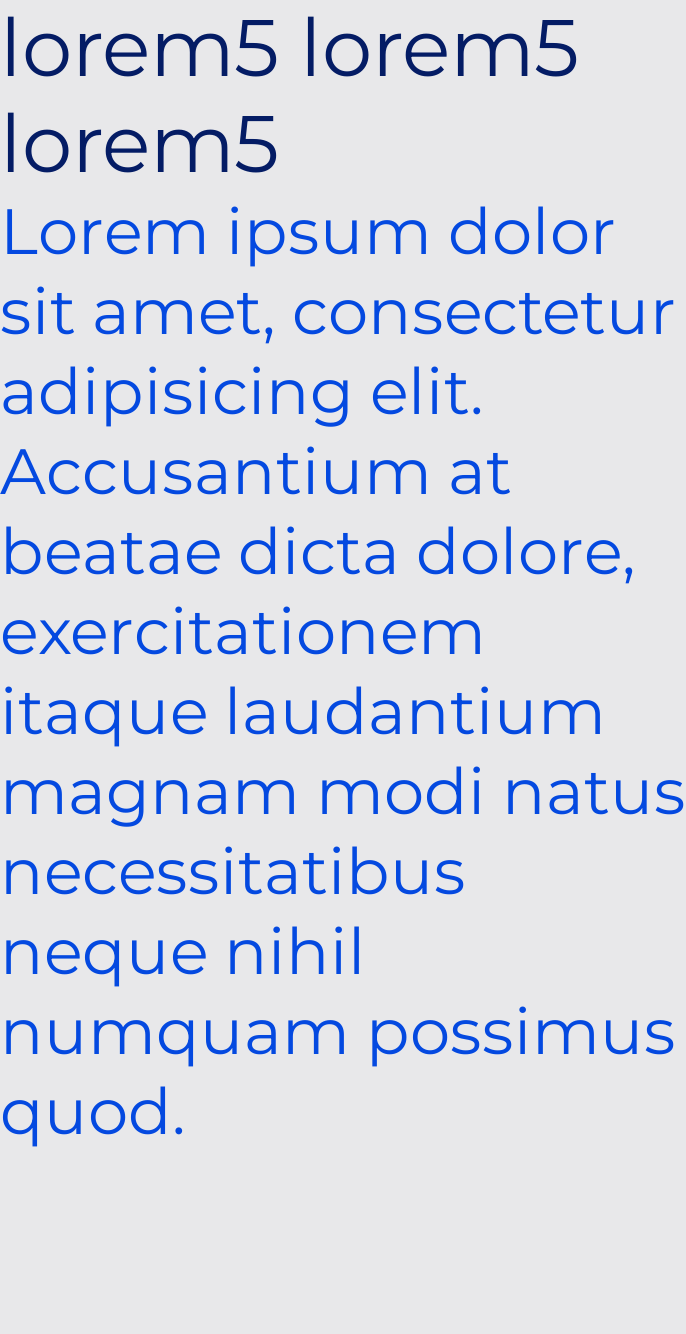 lorem5 lorem5
lorem5
Lorem ipsum dolor
sit amet, consectetur
adipisicing elit.
Accusantium at
beatae dicta dolore,
exercitationem
itaque laudantium
magnam modi natus
necessitatibus
neque nihil
numquam possimus
quod.